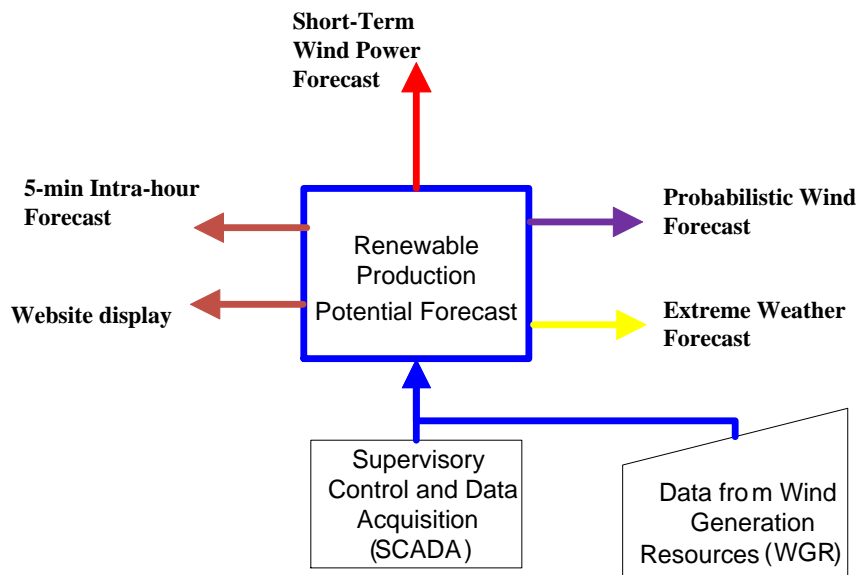 Short-Term
Wind Power
Forecast
5-min Intra-hour
Forecast
Probabilistic Wind
Forecast
Renewable
Production
Potential Forecast
Website display
Extreme Weather
Forecast
Supervisory
Control and Data
Acquisition
(SCADA)
Data from Wind
Generation
Resources (WGR)